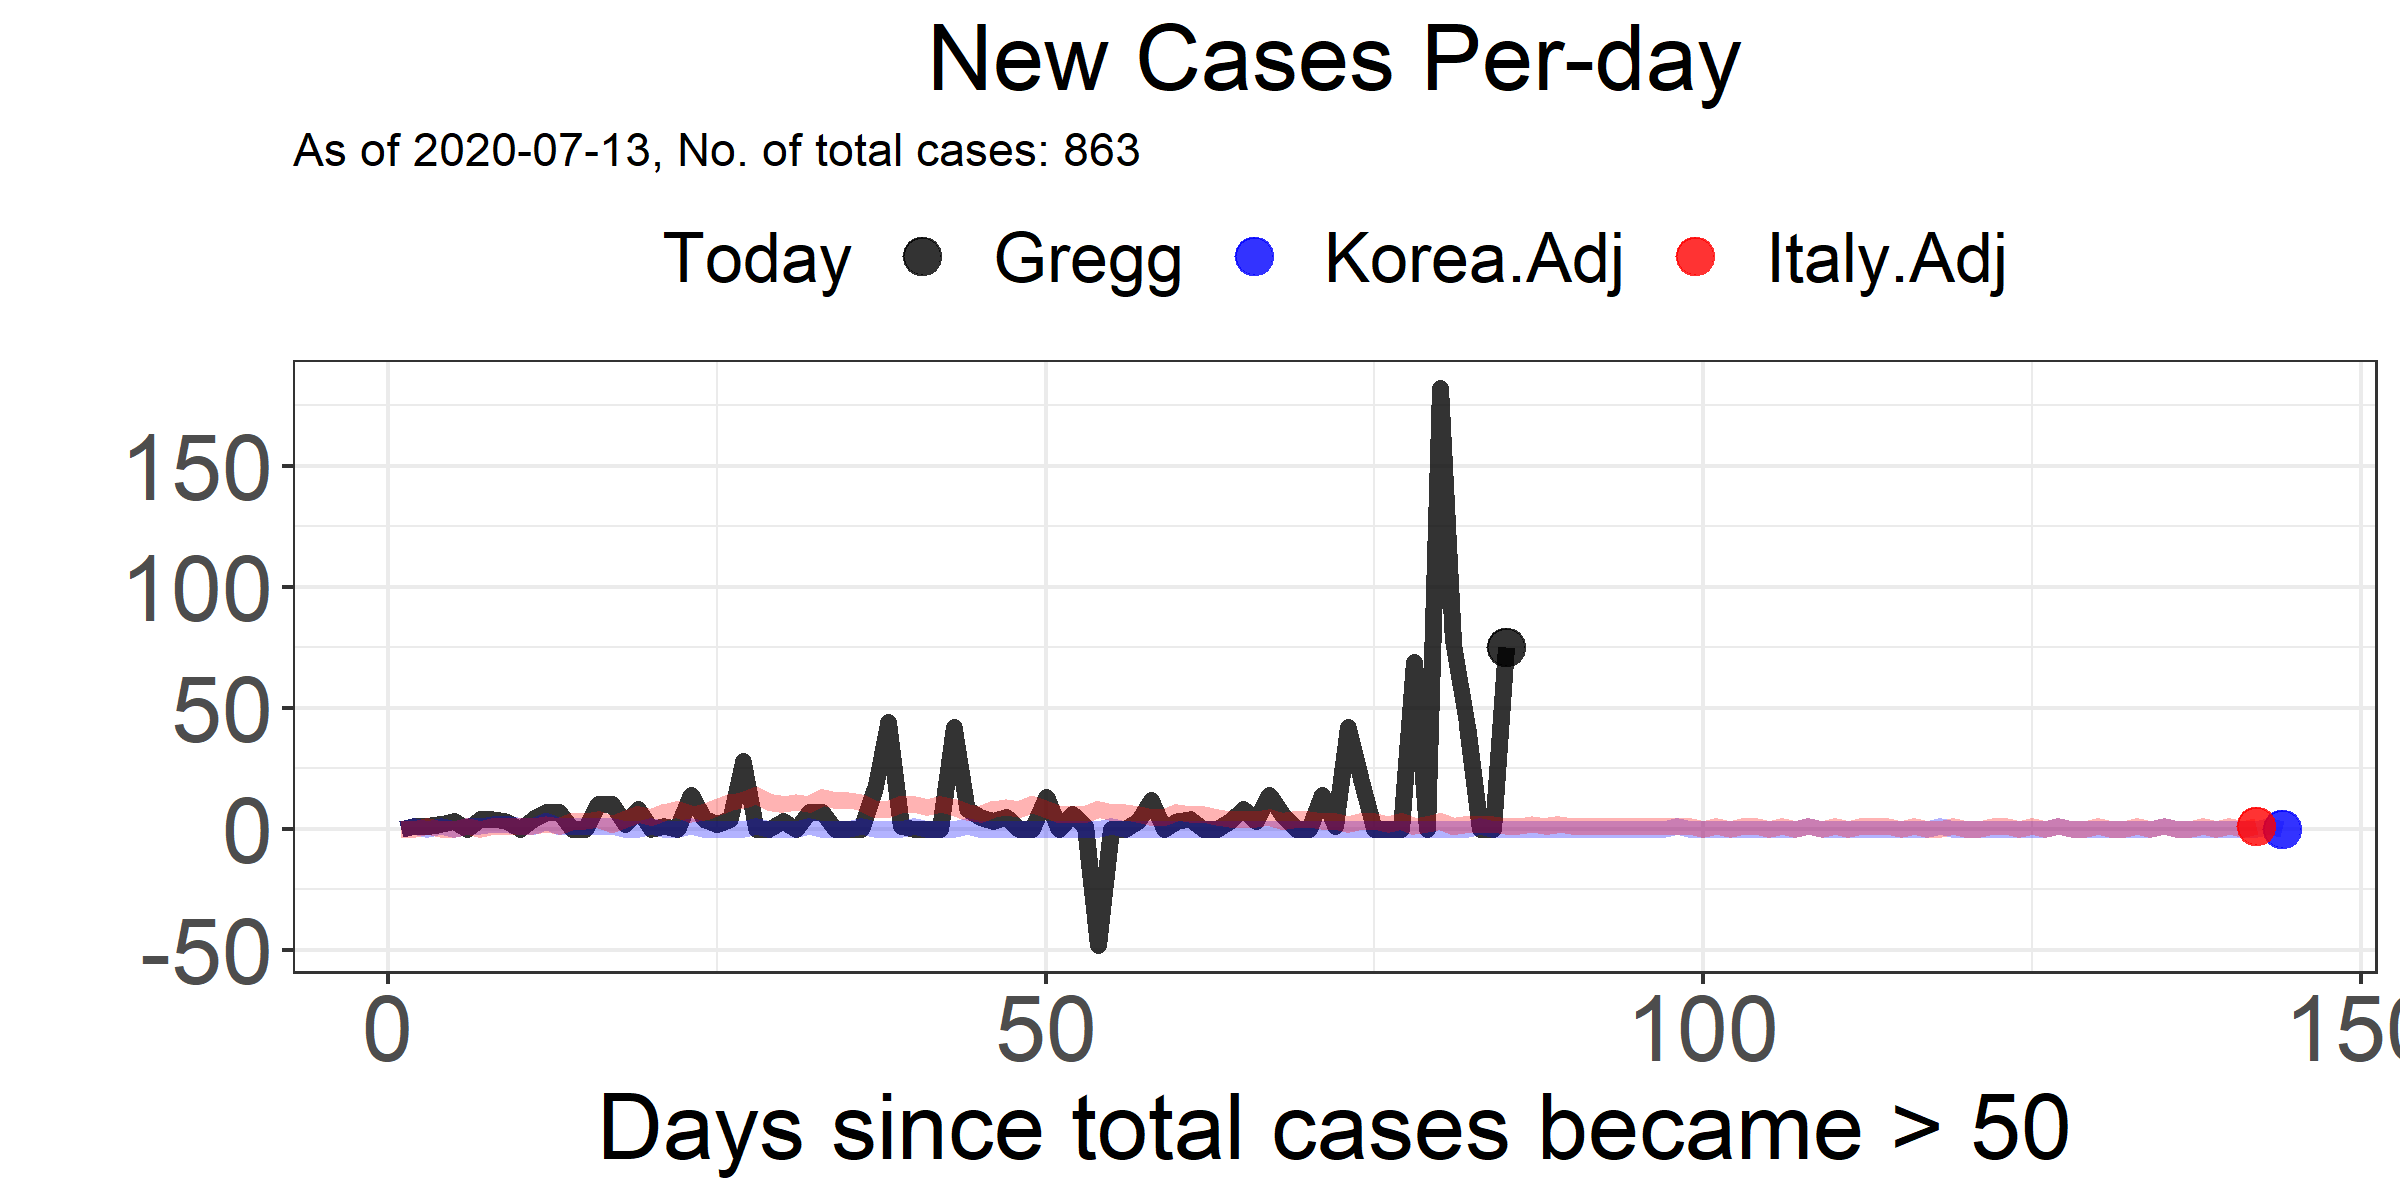 New Cases Per-day
As of 2020-07-13, No. of total cases: 863
Today Gregg Korea.Adj Italy.Adj
150
100
50
0
-50
0 50 100 150
Days since total cases became > 50